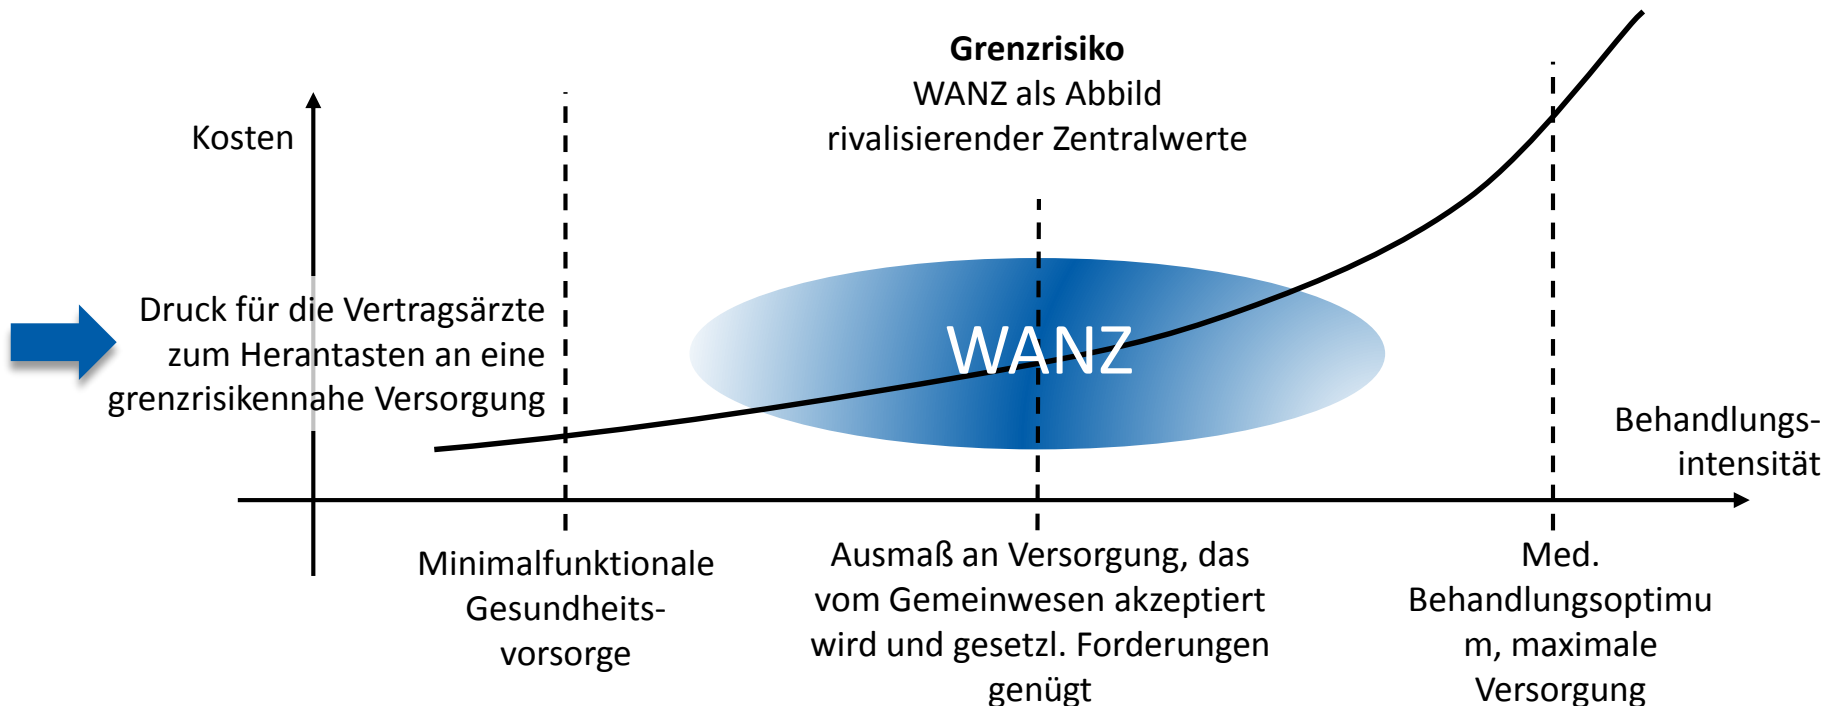 Grenzrisiko
WANZ als Abbild
rivalisierender Zentralwerte
Kosten
Druck für die Vertragsärzte
zum Herantasten an eine
grenzrisikennahe Versorgung
WANZ
Behandlungs-
intensität
Minimalfunktionale
Gesundheits-
vorsorge
Ausmaß an Versorgung, das
vom Gemeinwesen akzeptiert
wird und gesetzl. Forderungen
genügt
Med.
Behandlungsoptimu
m, maximale
Versorgung